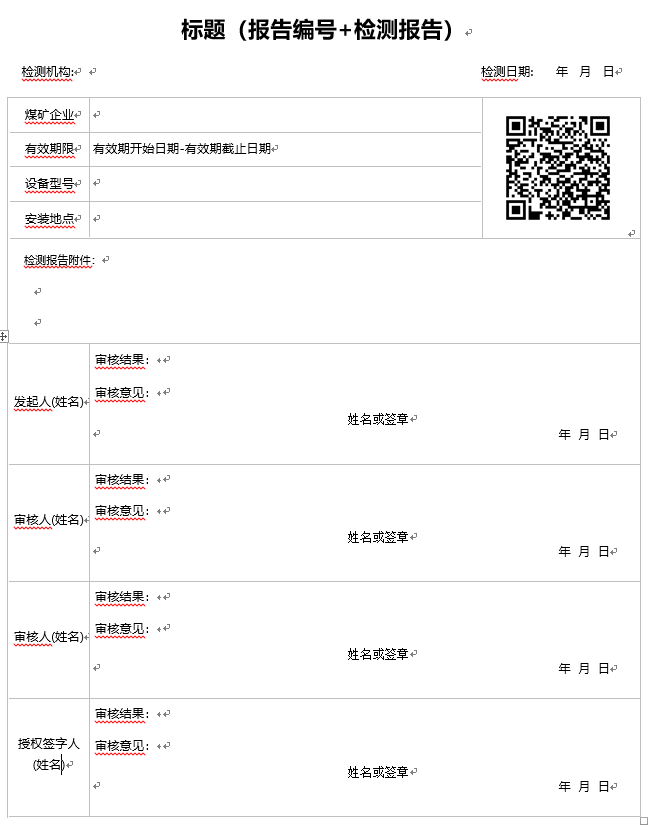 标题（报告编号+检测报告）
检测机构: 检测日期: 年 月 日
煤矿企业
有效期限 有效期开始日期-有效期截止日期
设备型号
安装地点
检测报告附件：
审核结果：
审核意见：
发起人(姓名)
姓名或签章
年 月 日
审核结果：
审核意见：
审核人(姓名)
姓名或签章
年 月 日
审核结果：
审核意见：
审核人(姓名)
姓名或签章
年 月 日
审核结果：
审核意见：
授权签字人
(姓名)
姓名或签章
年 月 日